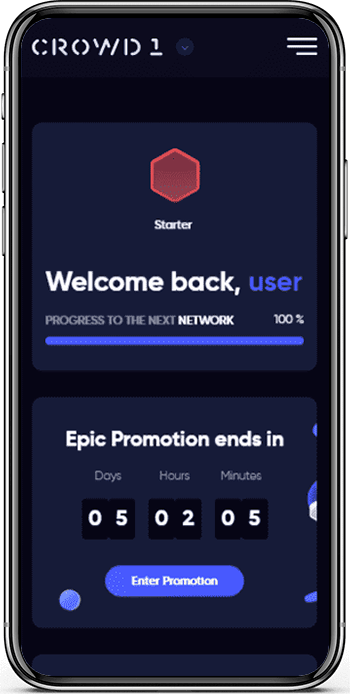 CROWD 1
Starter
Welcome back, user
PROGRESS TO THE NEXT NETWORK 100 %
Epic Promotion ends in
Days Hours Minutes
0 5 0 2 0 5
Enter Promotion